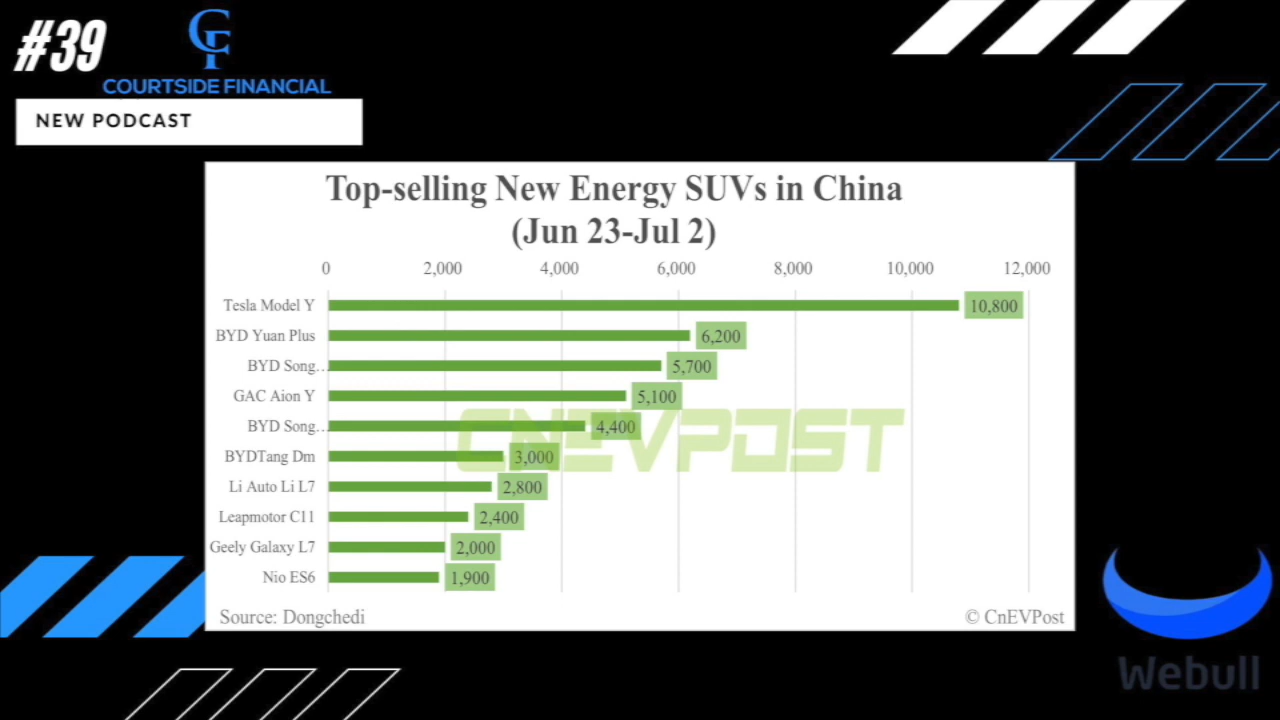 #39
CF
COURTSIDE FINANCIAL
NEW PODCAST
Top-selling New Energy SUVs in China
(Jun 23-Jul 2)
0 2,000 4,000 6,000 8,000 10,000 12,000
Tesla Model Y 10,800
BYD Yuan Plus 6,200
BYD Song... 5,700
GAC Aion Y 5,100
BYD Song... 4,400
BYDTang Dm 3,000
Li Auto Li L7 2,800
Leapmotor C11 2,400
Geely Galaxy L7 2,000
Nio ES6 1,900
CNEVPOST
Source: Dongchedi © CnEVPost
Webull